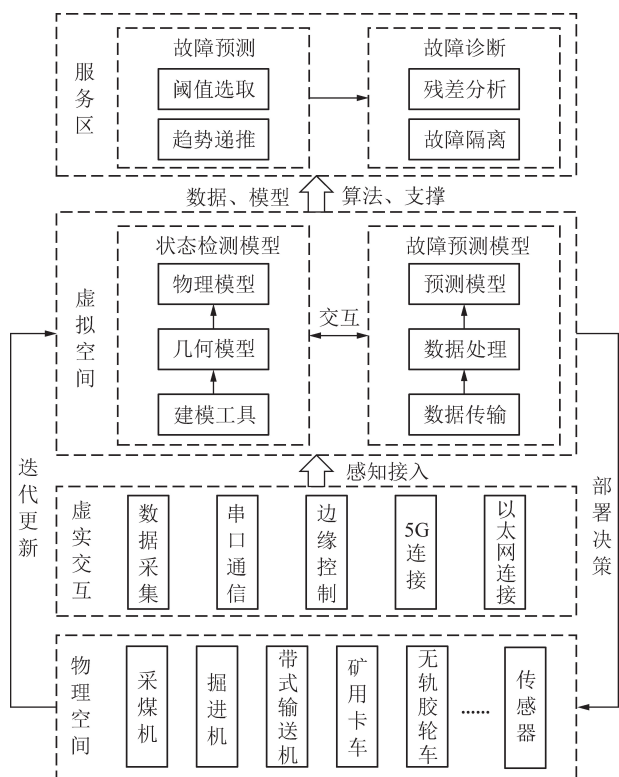 服务区
故障预测
阈值选取
趋势递推
故障诊断
残差分析
故障隔离
数据、模型
算法、支撑
虚拟空间
状态检测模型
物理模型
几何模型
建模工具
交互
故障预测模型
预测模型
数据处理
数据传输
迭代更新
部署决策
感知接入
虚实交互
数据采集
串口通信
边缘控制
5G连接
以太网连接
物理空间
采煤机
掘进机
带式输送机
矿用卡车
无轨胶轮车
……
传感器